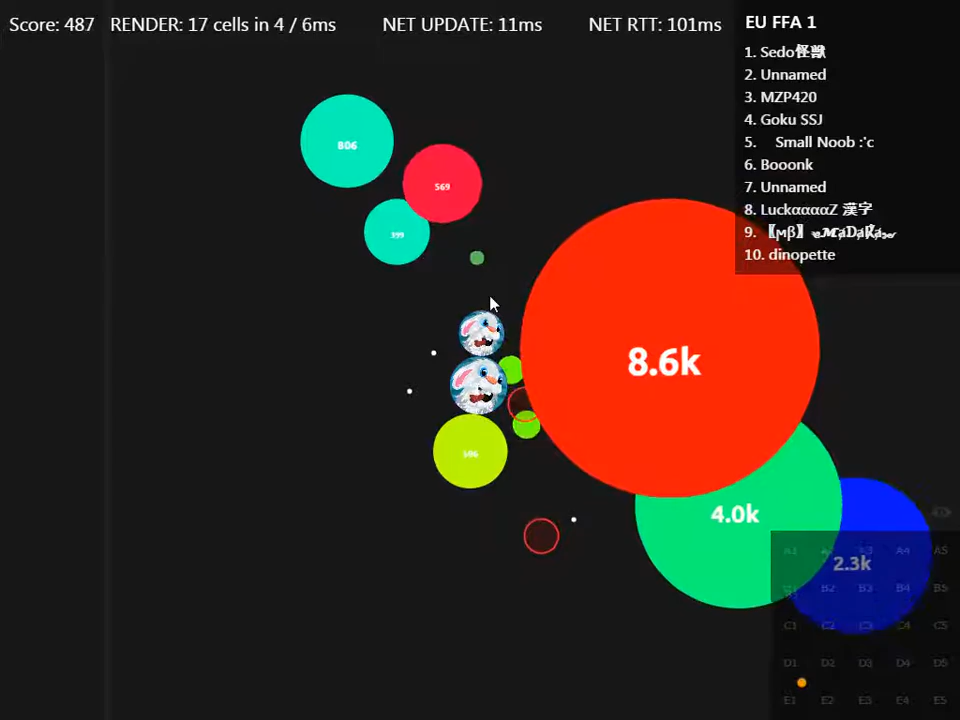 Score: 487 RENDER: 17 cells in 4 / 6ms NET UPDATE: 11ms NET RTT: 101ms
EU FFA 1
1. Sedo怪獣
2. Unnamed
3. MZP420
4. Goku SSJ
5. Small Noob :'c
6. Booonk
7. Unnamed
8. LuckααααZ 漢字
9.
10. dinopette
806
569
399
8.6k
4.0k
2.3k
A1 A3 A4 A5
B2 B3 B4 B5
C1 C2 C3 C4 C5
D1 D2 D3 D4 D5
E1 E2 E3 E4 E5